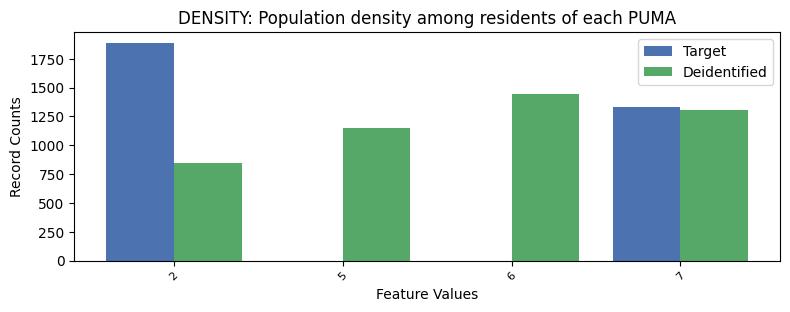 DENSITY: Population density among residents of each PUMA
Target
Deidentified
1750
1500
1250
1000
750
500
250
0
Record Counts
2
5
6
7
Feature Values